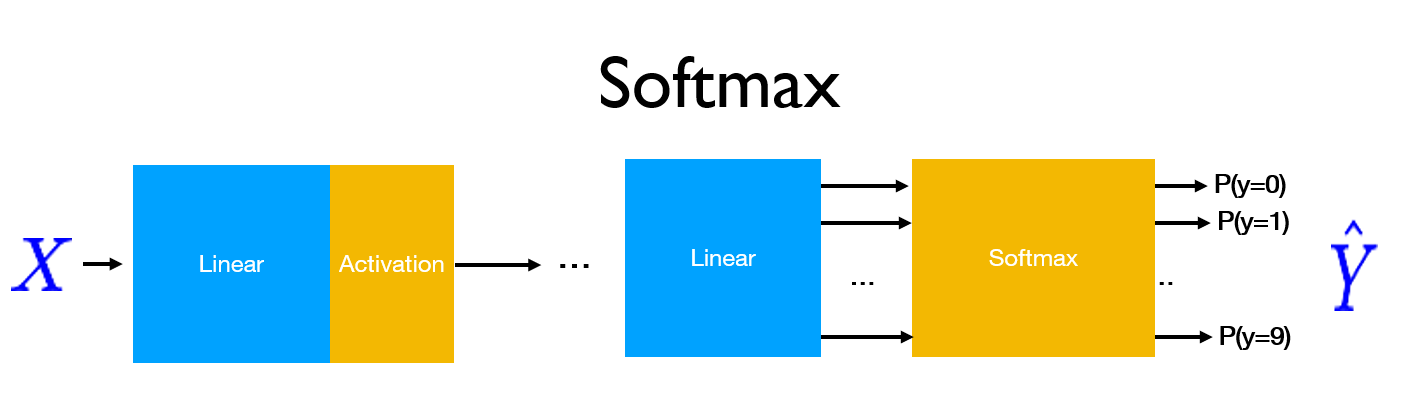 Softmax
X
Linear
Activation
...
Linear
...
Softmax
P(y=0)
P(y=1)
..
P(y=9)
Ŷ